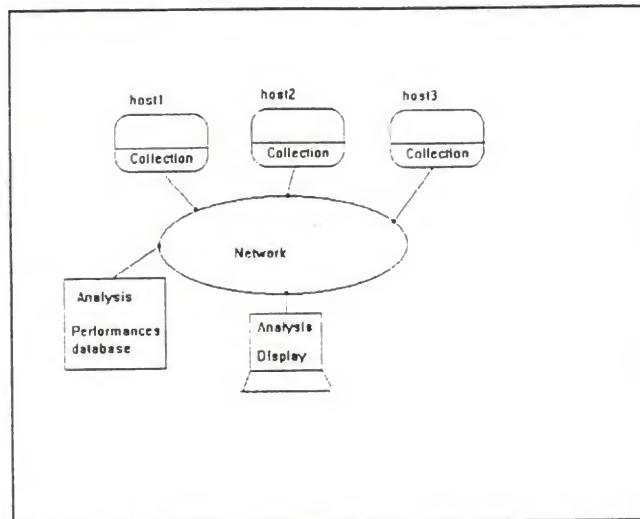 host1
host2
host3
Collection
Collection
Collection
Network
Analysis
Performances
database
Analysis
Display